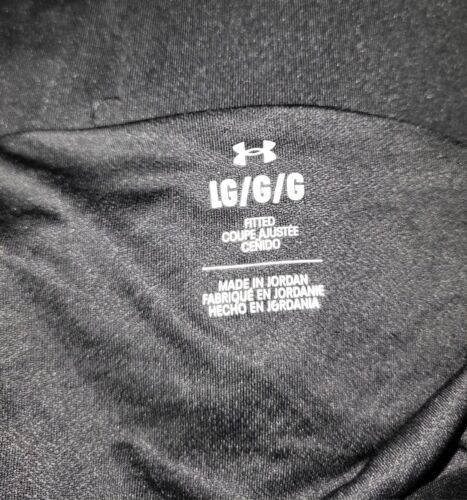 LG/G/G
FITTED
COUPE AJUSTÉE
CEÑIDO
MADE IN JORDAN
FABRIQUÉ EN JORDANIE
HECHO EN JORDANIA